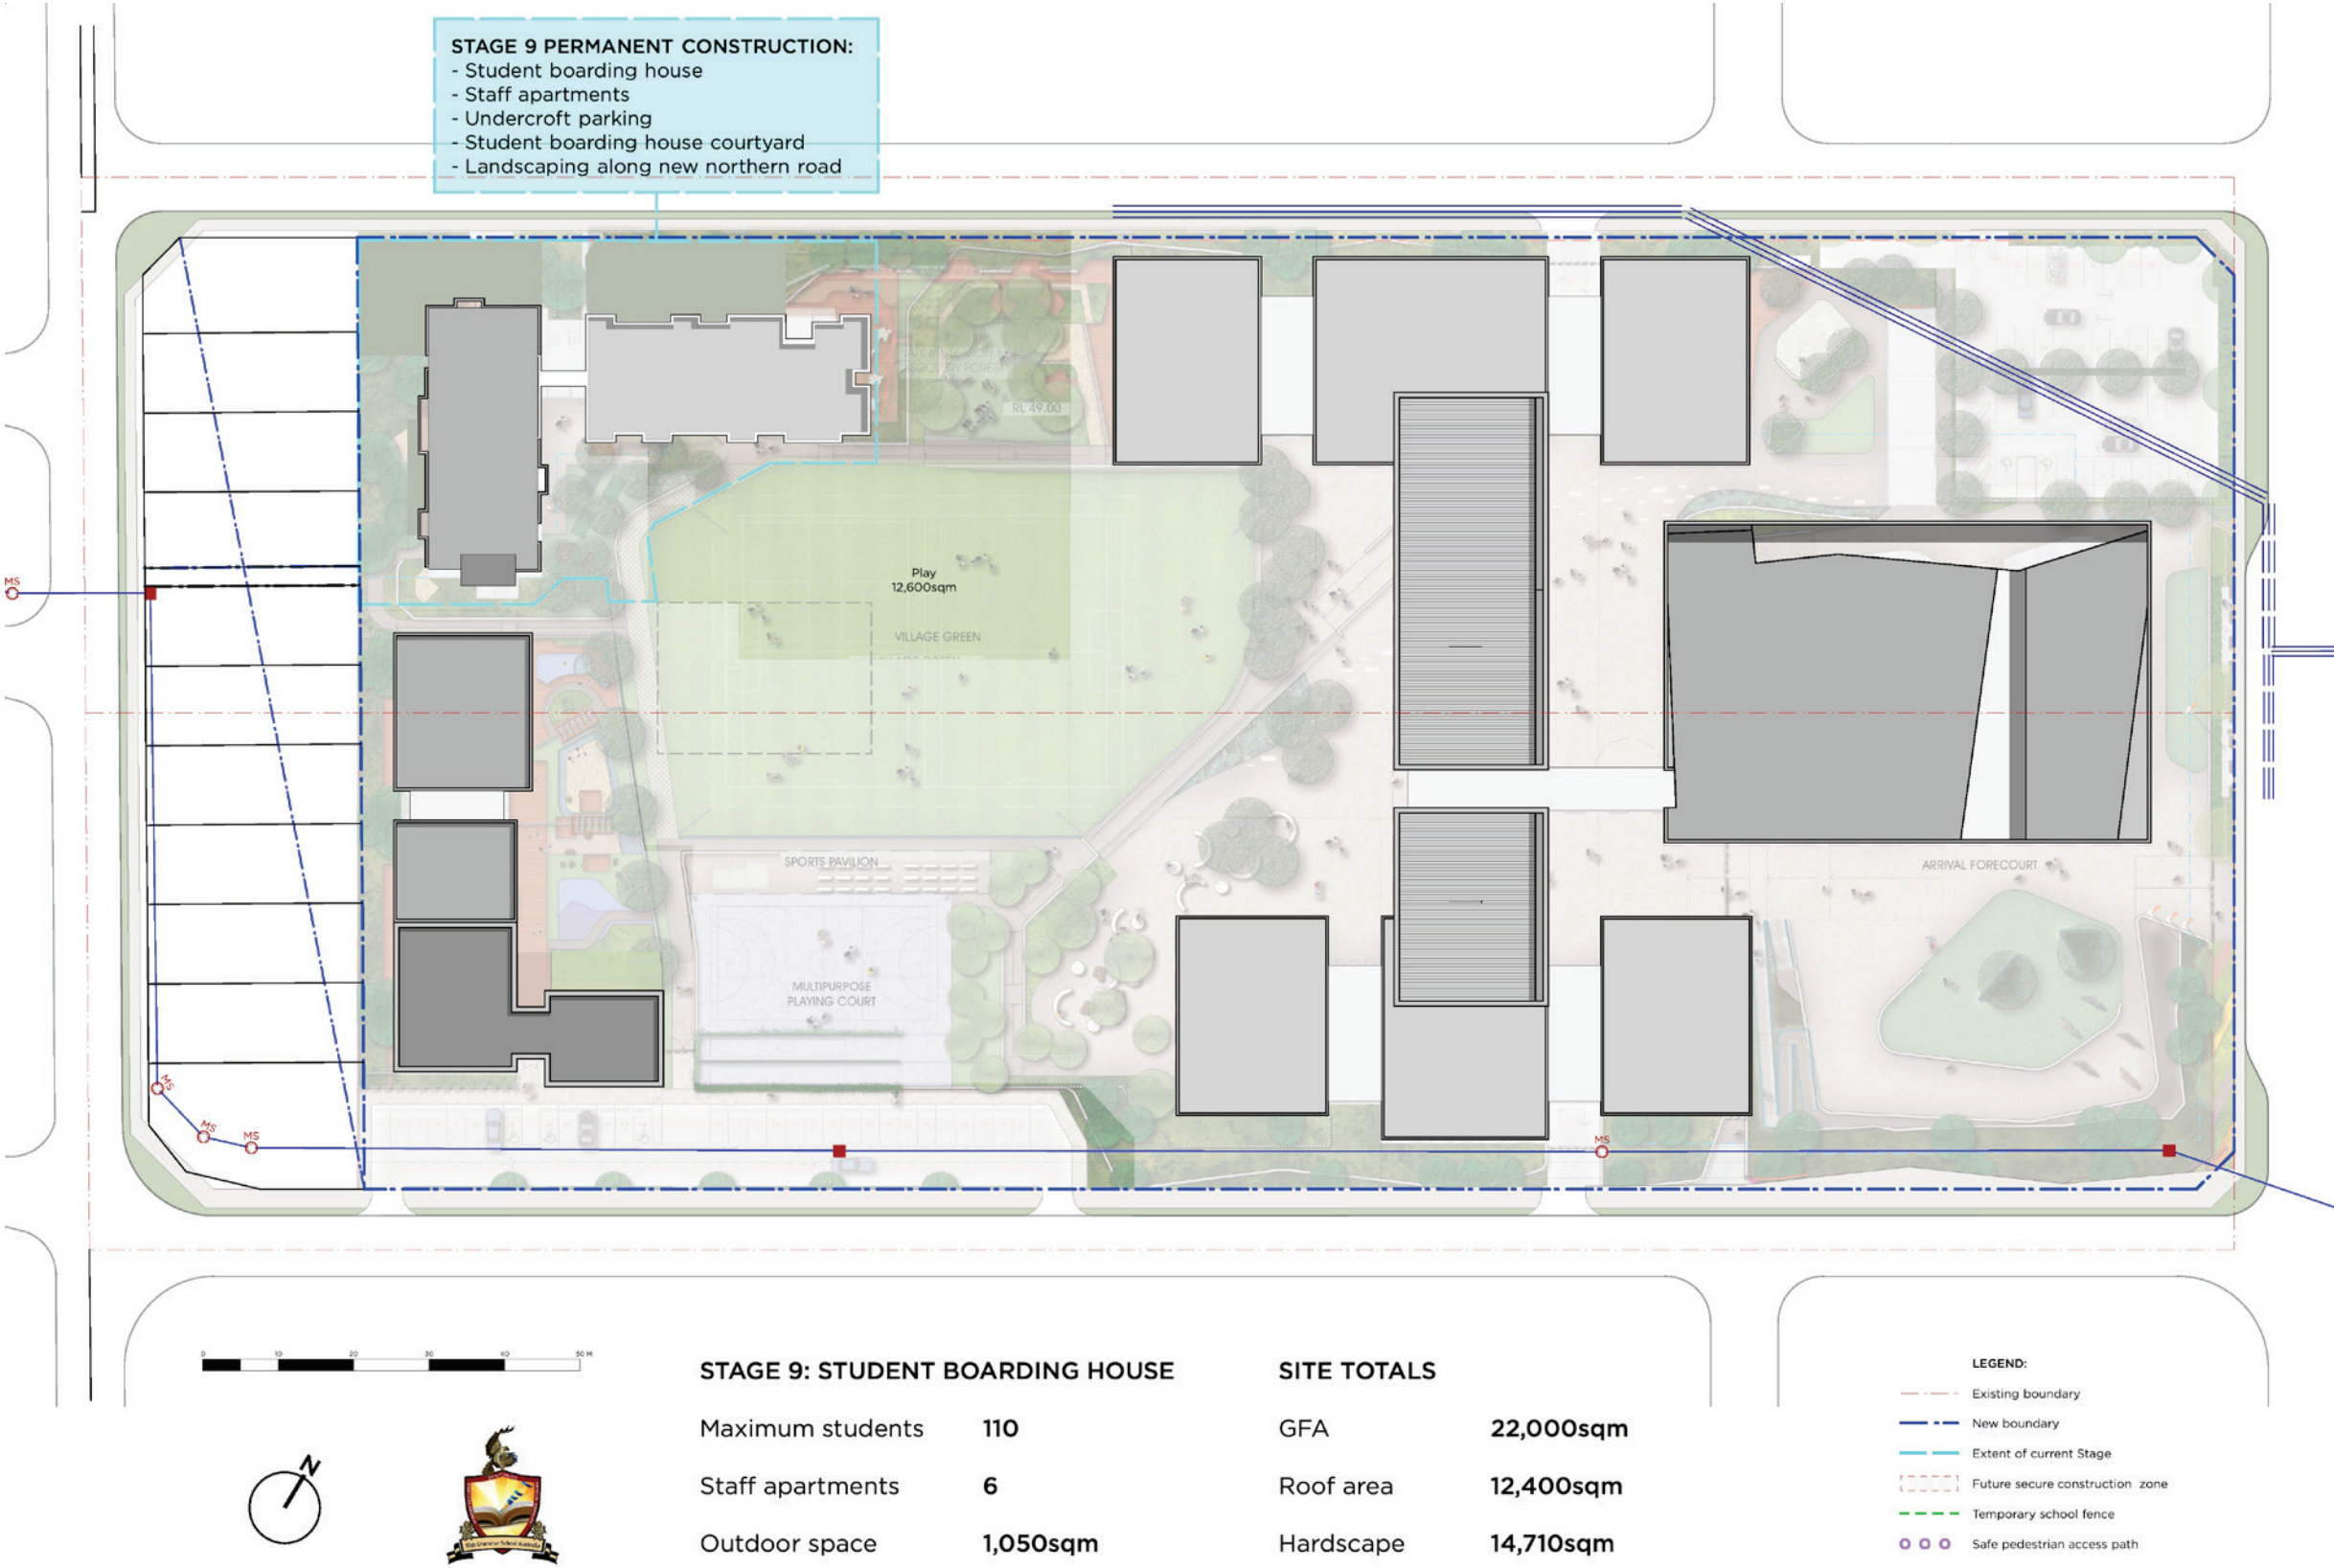 STAGE 9 PERMANENT CONSTRUCTION:
- Student boarding house
- Staff apartments
- Undercroft parking
- Student boarding house courtyard
- Landscaping along new northern road
RL 49.00
Play
12,600sqm
VILLAGE GREEN
MS
SPORTS PAVILION
ARRIVAL FORECOURT
MULTIPURPOSE
PLAYING COURT
MS
MS
MS
MS
0 10 20 30 40 50 M
N
STAGE 9: STUDENT BOARDING HOUSE
Maximum students 110
Staff apartments 6
Outdoor space 1,050sqm
SITE TOTALS
GFA 22,000sqm
Roof area 12,400sqm
Hardscape 14,710sqm
LEGEND:
Existing boundary
New boundary
Extent of current Stage
Future secure construction zone
Temporary school fence
Safe pedestrian access path